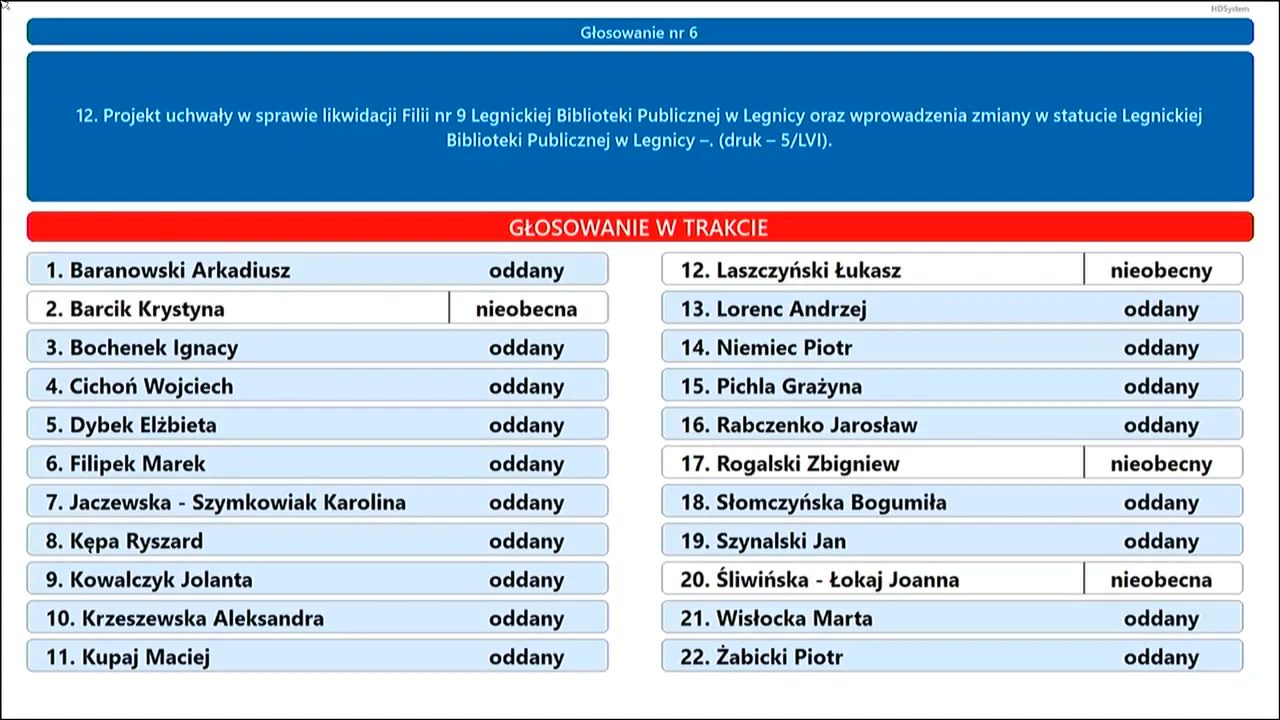 HDSystem
Głosowanie nr 6
12. Projekt uchwały w sprawie likwidacji Filii nr 9 Legnickiej Biblioteki Publicznej w Legnicy oraz wprowadzenia zmiany w statucie Legnickiej
Biblioteki Publicznej w Legnicy –. (druk – 5/LVI).
GŁOSOWANIE W TRAKCIE
1. Baranowski Arkadiusz oddany
2. Barcik Krystyna nieobecna
3. Bochenek Ignacy oddany
4. Cichoń Wojciech oddany
5. Dybek Elżbieta oddany
6. Filipek Marek oddany
7. Jaczewska - Szymkowiak Karolina oddany
8. Kępa Ryszard oddany
9. Kowalczyk Jolanta oddany
10. Krzeszewska Aleksandra oddany
11. Kupaj Maciej oddany
12. Laszczyński Łukasz nieobecny
13. Lorenc Andrzej oddany
14. Niemiec Piotr oddany
15. Pichla Grażyna oddany
16. Rabczenko Jarosław oddany
17. Rogalski Zbigniew nieobecny
18. Słomczyńska Bogumiła oddany
19. Szynalski Jan oddany
20. Śliwińska - Łokaj Joanna nieobecna
21. Wisłocka Marta oddany
22. Żabicki Piotr oddany